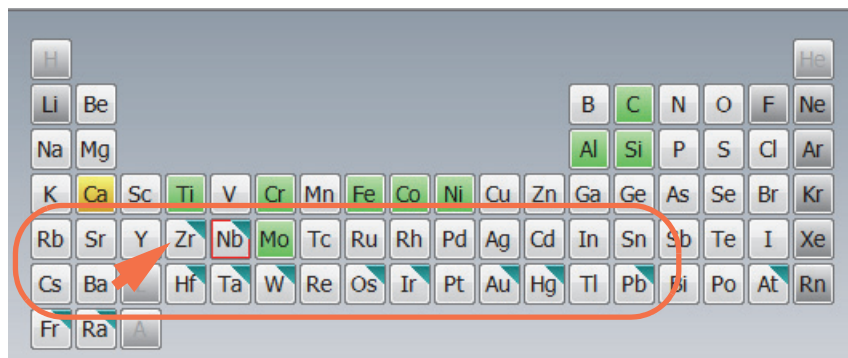 H He
Li Be B C N O F Ne
Na Mg Al Si P S Cl Ar
K Ca Sc Ti V Cr Mn Fe Co Ni Cu Zn Ga Ge As Se Br Kr
Rb Sr Y Zr Nb Mo Tc Ru Rh Pd Ag Cd In Sn Sb Te I Xe
Cs Ba Hf Ta W Re Os Ir Pt Au Hg Tl Pb Bi Po At Rn
Fr Ra A